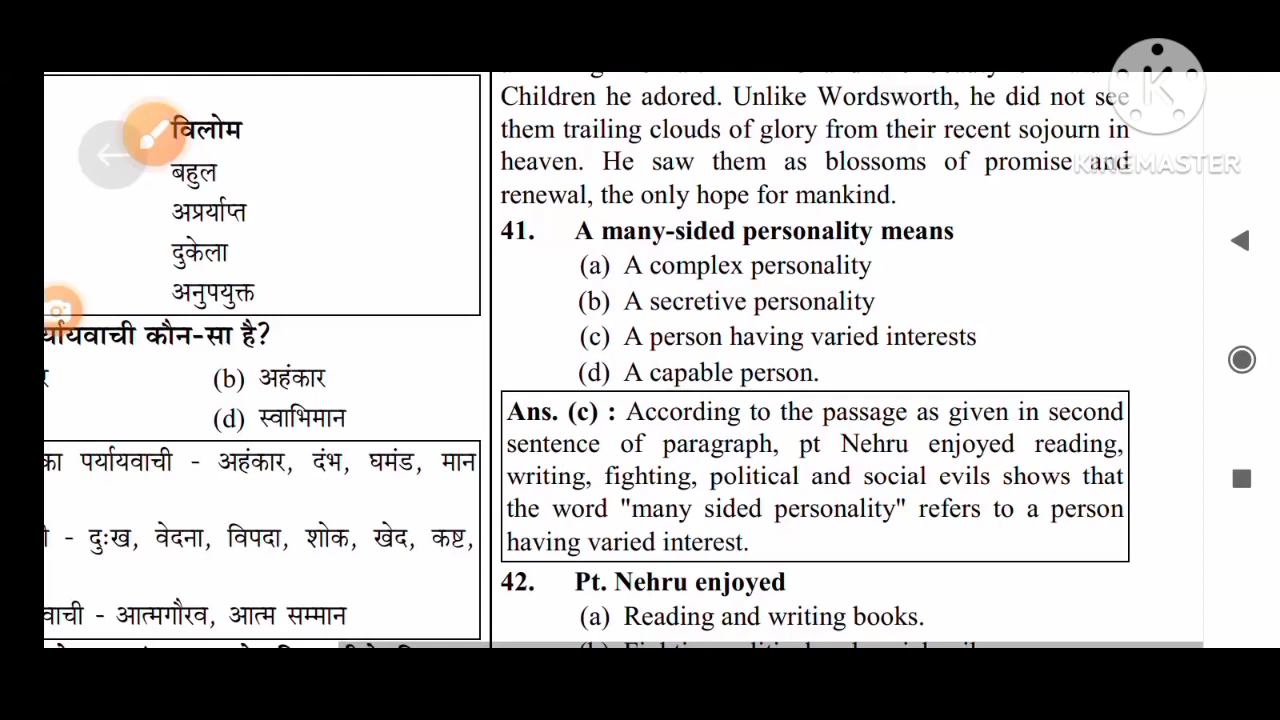 विलोम
बहुल
अप्रर्याप्त
दुकेला
अनुपयुक्त
र्यायवाची कौन-सा है?
(b) अहंकार
(d) स्वाभिमान
का पर्यायवाची - अहंकार, दंभ, घमंड, मान
- दुःख, वेदना, विपदा, शोक, खेद, कष्ट,
वाची - आत्मगौरव, आत्म सम्मान
Children he adored. Unlike Wordsworth, he did not see
them trailing clouds of glory from their recent sojourn in
heaven. He saw them as blossoms of promise and
renewal, the only hope for mankind.
41. A many-sided personality means
(a) A complex personality
(b) A secretive personality
(c) A person having varied interests
(d) A capable person.
Ans. (c) : According to the passage as given in second
sentence of paragraph, pt Nehru enjoyed reading,
writing, fighting, political and social evils shows that
the word "many sided personality" refers to a person
having varied interest.
42. Pt. Nehru enjoyed
(a) Reading and writing books.
KINEMASTER